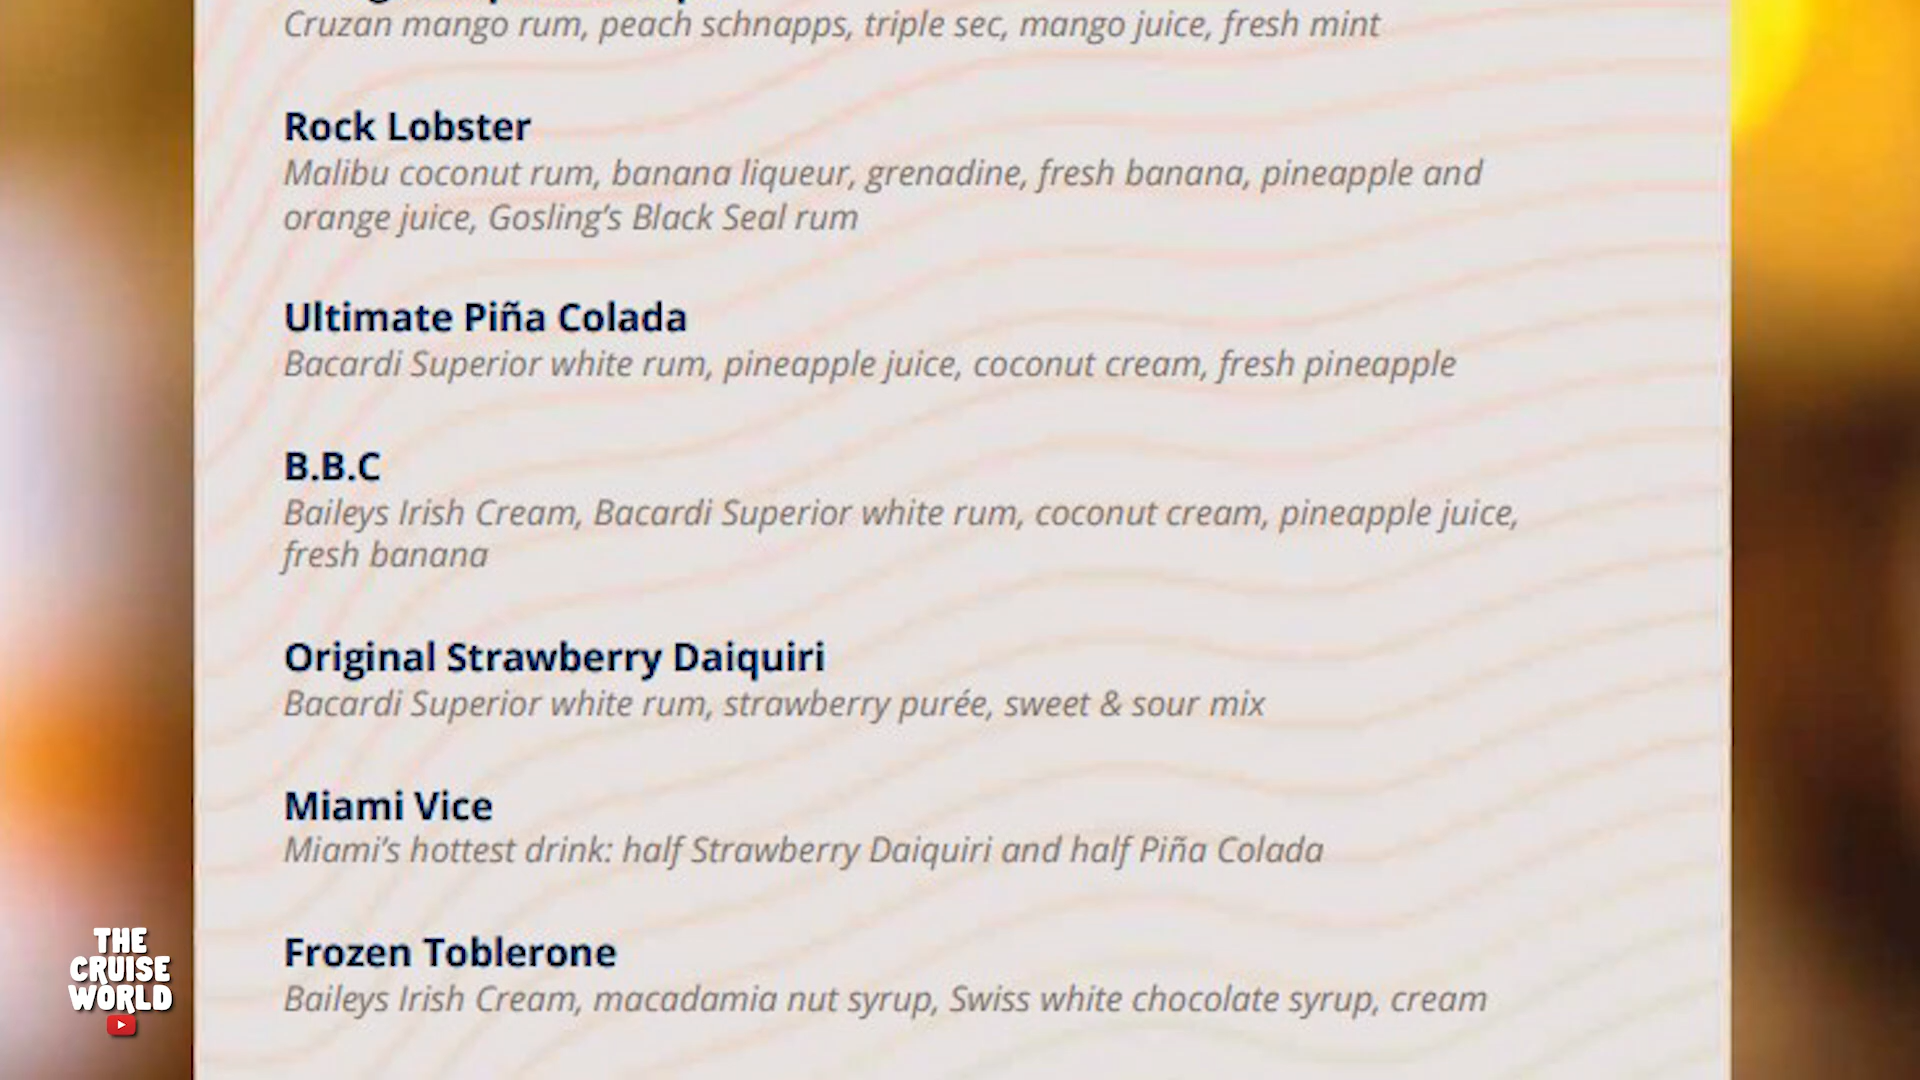 Cruzan mango rum, peach schnapps, triple sec, mango juice, fresh mint
Rock Lobster
Malibu coconut rum, banana liqueur, grenadine, fresh banana, pineapple and
orange juice, Gosling’s Black Seal rum
Ultimate Piña Colada
Bacardi Superior white rum, pineapple juice, coconut cream, fresh pineapple
B.B.C
Baileys Irish Cream, Bacardi Superior white rum, coconut cream, pineapple juice,
fresh banana
Original Strawberry Daiquiri
Bacardi Superior white rum, strawberry purée, sweet & sour mix
Miami Vice
Miami’s hottest drink: half Strawberry Daiquiri and half Piña Colada
Frozen Toblerone
Baileys Irish Cream, macadamia nut syrup, Swiss white chocolate syrup, cream
THE
CRUISE
WORLD